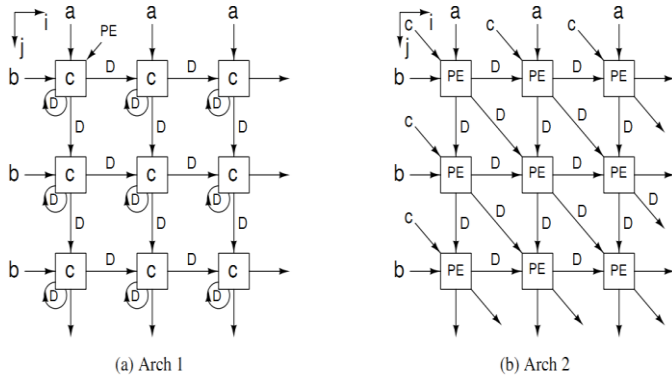 i a a a i a a a
j PE c j c c
b C D C D C b PE D PE D PE
D D D D D D
D D D D D D D
b C D C D C c b PE D PE D PE
D D D D D D
D D D D D D D
b C D C D C c b PE D PE D PE
D D D
(a) Arch 1 (b) Arch 2